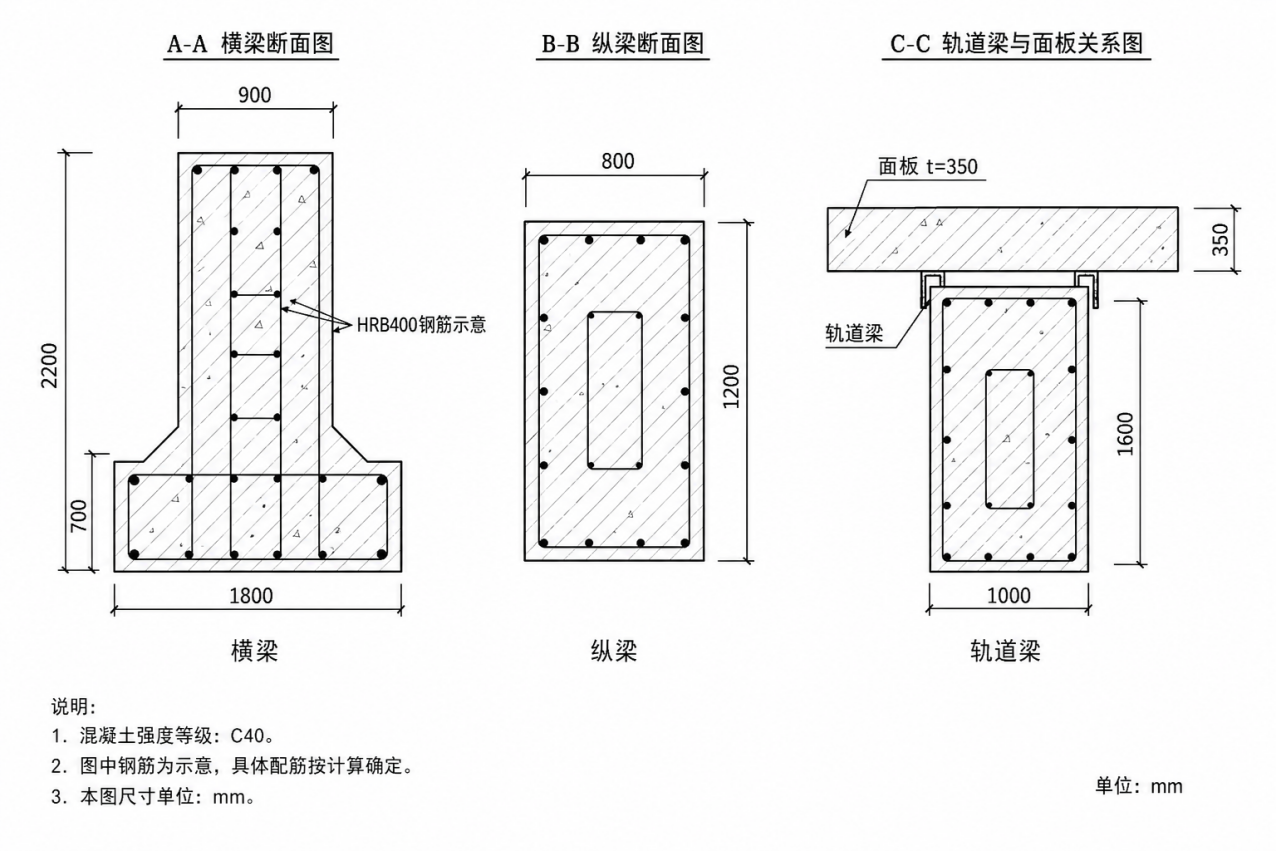 A-A 横梁断面图
B-B 纵梁断面图
C-C 轨道梁与面板关系图
900
800
面板 t=350
350
2200
HRB400钢筋示意
轨道梁
1200
1600
700
1800
1000
横梁
纵梁
轨道梁
说明:
1. 混凝土强度等级: C40。
2. 图中钢筋为示意，具体配筋按计算确定。
3. 本图尺寸单位: mm。
单位: mm